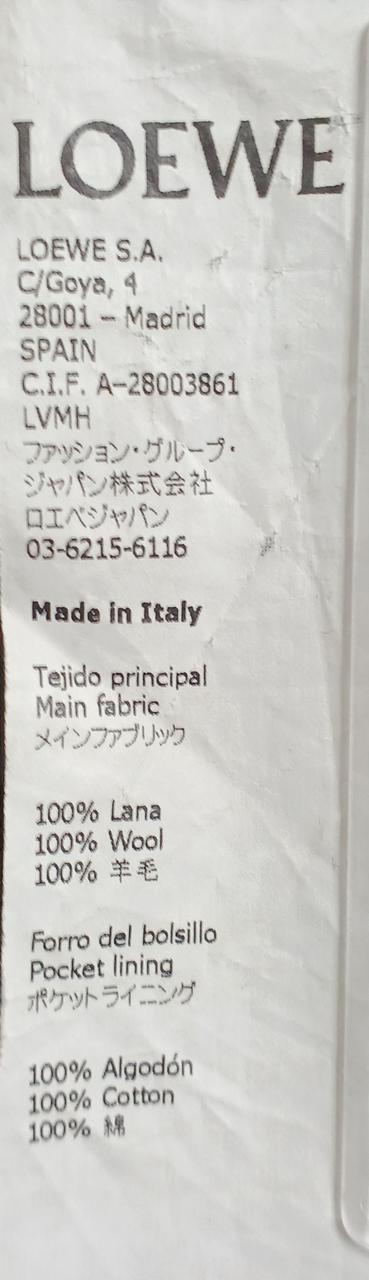 LOEWE
LOEWE S.A.
C/Goya, 4
28001 – Madrid
SPAIN
C.I.F. A–28003861
LVMH
ファッション・グループ・
ジャパン株式会社
ロエベジャパン
03-6215-6116
Made in Italy
Tejido principal
Main fabric
メインファブリック
100% Lana
100% Wool
100% 羊毛
Forro del bolsillo
Pocket lining
ポケットライニング
100% Algodón
100% Cotton
100% 綿